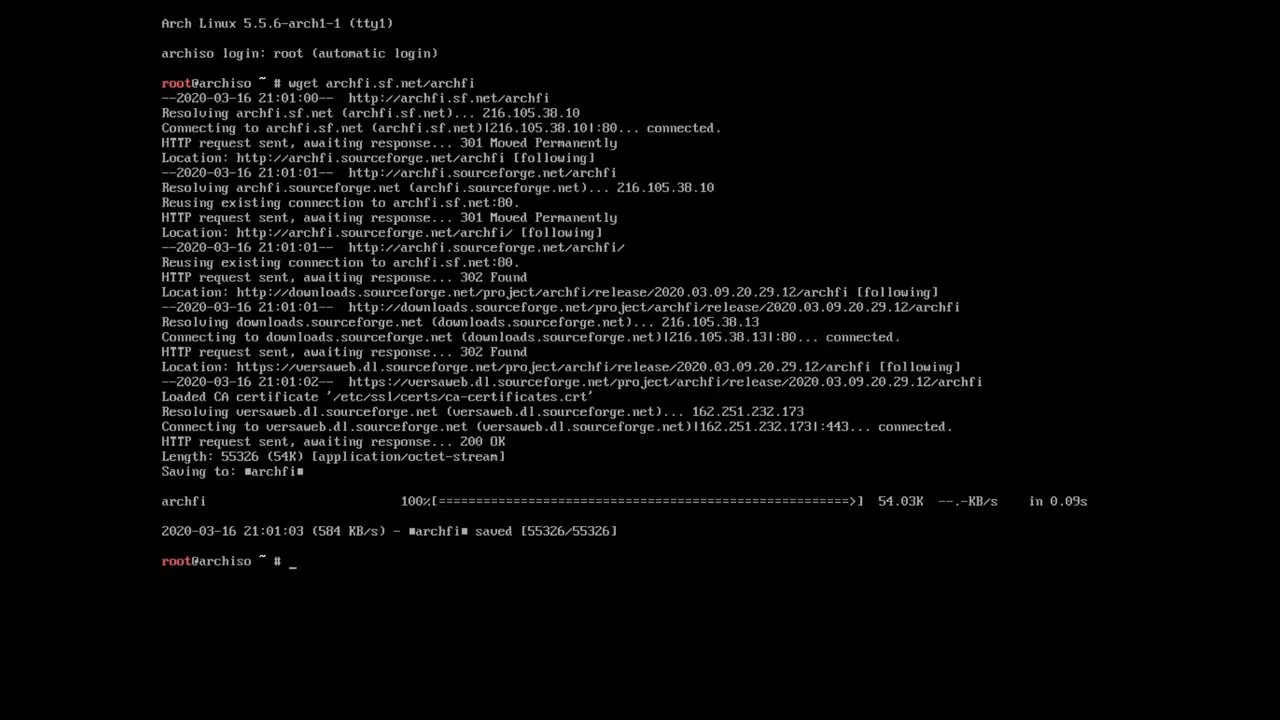 Arch Linux 5.5.6-arch1-1 (tty1)
archiso login: root (automatic login)
root@archiso ~ # wget archfi.sf.net/archfi
--2020-03-16 21:01:00--  http://archfi.sf.net/archfi
Resolving archfi.sf.net (archfi.sf.net)... 216.105.38.10
Connecting to archfi.sf.net (archfi.sf.net)|216.105.38.10|:80... connected.
HTTP request sent, awaiting response... 301 Moved Permanently
Location: http://archfi.sourceforge.net/archfi [following]
--2020-03-16 21:01:01--  http://archfi.sourceforge.net/archfi
Resolving archfi.sourceforge.net (archfi.sourceforge.net)... 216.105.38.10
Reusing existing connection to archfi.sf.net:80.
HTTP request sent, awaiting response... 301 Moved Permanently
Location: http://archfi.sourceforge.net/archfi/ [following]
--2020-03-16 21:01:01--  http://archfi.sourceforge.net/archfi/
Reusing existing connection to archfi.sf.net:80.
HTTP request sent, awaiting response... 302 Found
Location: http://downloads.sourceforge.net/project/archfi/release/2020.03.09.20.29.12/archfi [following]
--2020-03-16 21:01:01--  http://downloads.sourceforge.net/project/archfi/release/2020.03.09.20.29.12/archfi
Resolving downloads.sourceforge.net (downloads.sourceforge.net)... 216.105.38.13
Connecting to downloads.sourceforge.net (downloads.sourceforge.net)|216.105.38.13|:80... connected.
HTTP request sent, awaiting response... 302 Found
Location: https://versaweb.dl.sourceforge.net/project/archfi/release/2020.03.09.20.29.12/archfi [following]
--2020-03-16 21:01:02--  https://versaweb.dl.sourceforge.net/project/archfi/release/2020.03.09.20.29.12/archfi
Loaded CA certificate '/etc/ssl/certs/ca-certificates.crt'
Resolving versaweb.dl.sourceforge.net (versaweb.dl.sourceforge.net)... 162.251.232.173
Connecting to versaweb.dl.sourceforge.net (versaweb.dl.sourceforge.net)|162.251.232.173|:443... connected.
HTTP request sent, awaiting response... 200 OK
Length: 55326 (54K) [application/octet-stream]
Saving to: ■archfi■
archfi                          100%[=======================================================>]  54.03K  --.-KB/s    in 0.09s
2020-03-16 21:01:03 (584 KB/s) - ■archfi■ saved [55326/55326]
root@archiso ~ # _